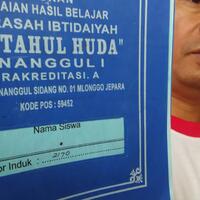 AIAN HASIL BELAJAR
RASAH IBTIDAIYAH
TAHUL HUDA"
NANGGUL I
RAKREDITASI. A
NANGGUL SIDANG NO. 01 MLONGGO JEPARA
KODE POS : 59452
Nama Siswa
or Induk : 2170